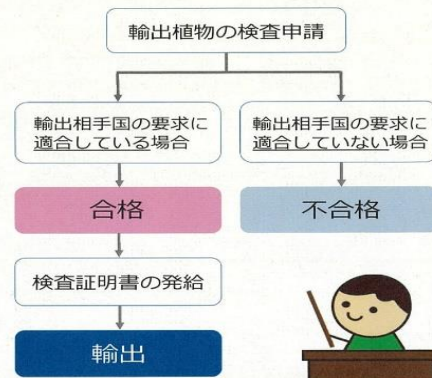 輸出植物の検査申請
輸出相手国の要求に
適合している場合
輸出相手国の要求に
適合していない場合
合格
不合格
検査証明書の発給
輸出